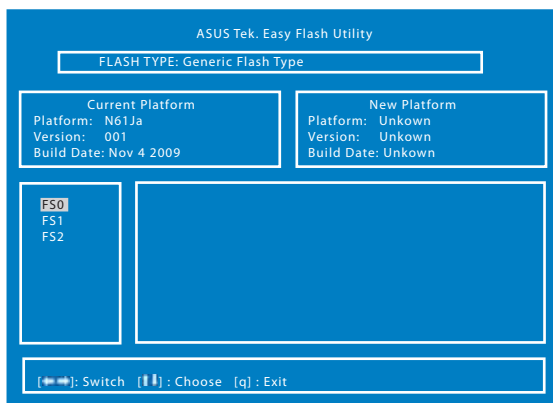 ASUS Tek. Easy Flash Utility
FLASH TYPE: Generic Flash Type
Current Platform
Platform: N61Ja
Version: 001
Build Date: Nov 4 2009
New Platform
Platform: Unkown
Version: Unkown
Build Date: Unkown
FS0
FS1
FS2
[←→]: Switch [↑↓] : Choose [q] : Exit